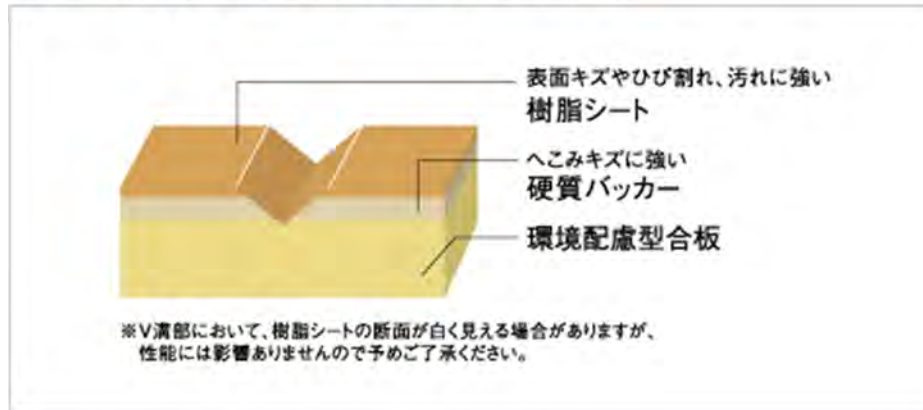 表面キズやひび割れ、汚れに強い
樹脂シート
へこみキズに強い
硬質バッカー
環境配慮型合板
※V溝部において、樹脂シートの断面が白く見える場合がありますが、
性能には影響ありませんので予めご了承ください。